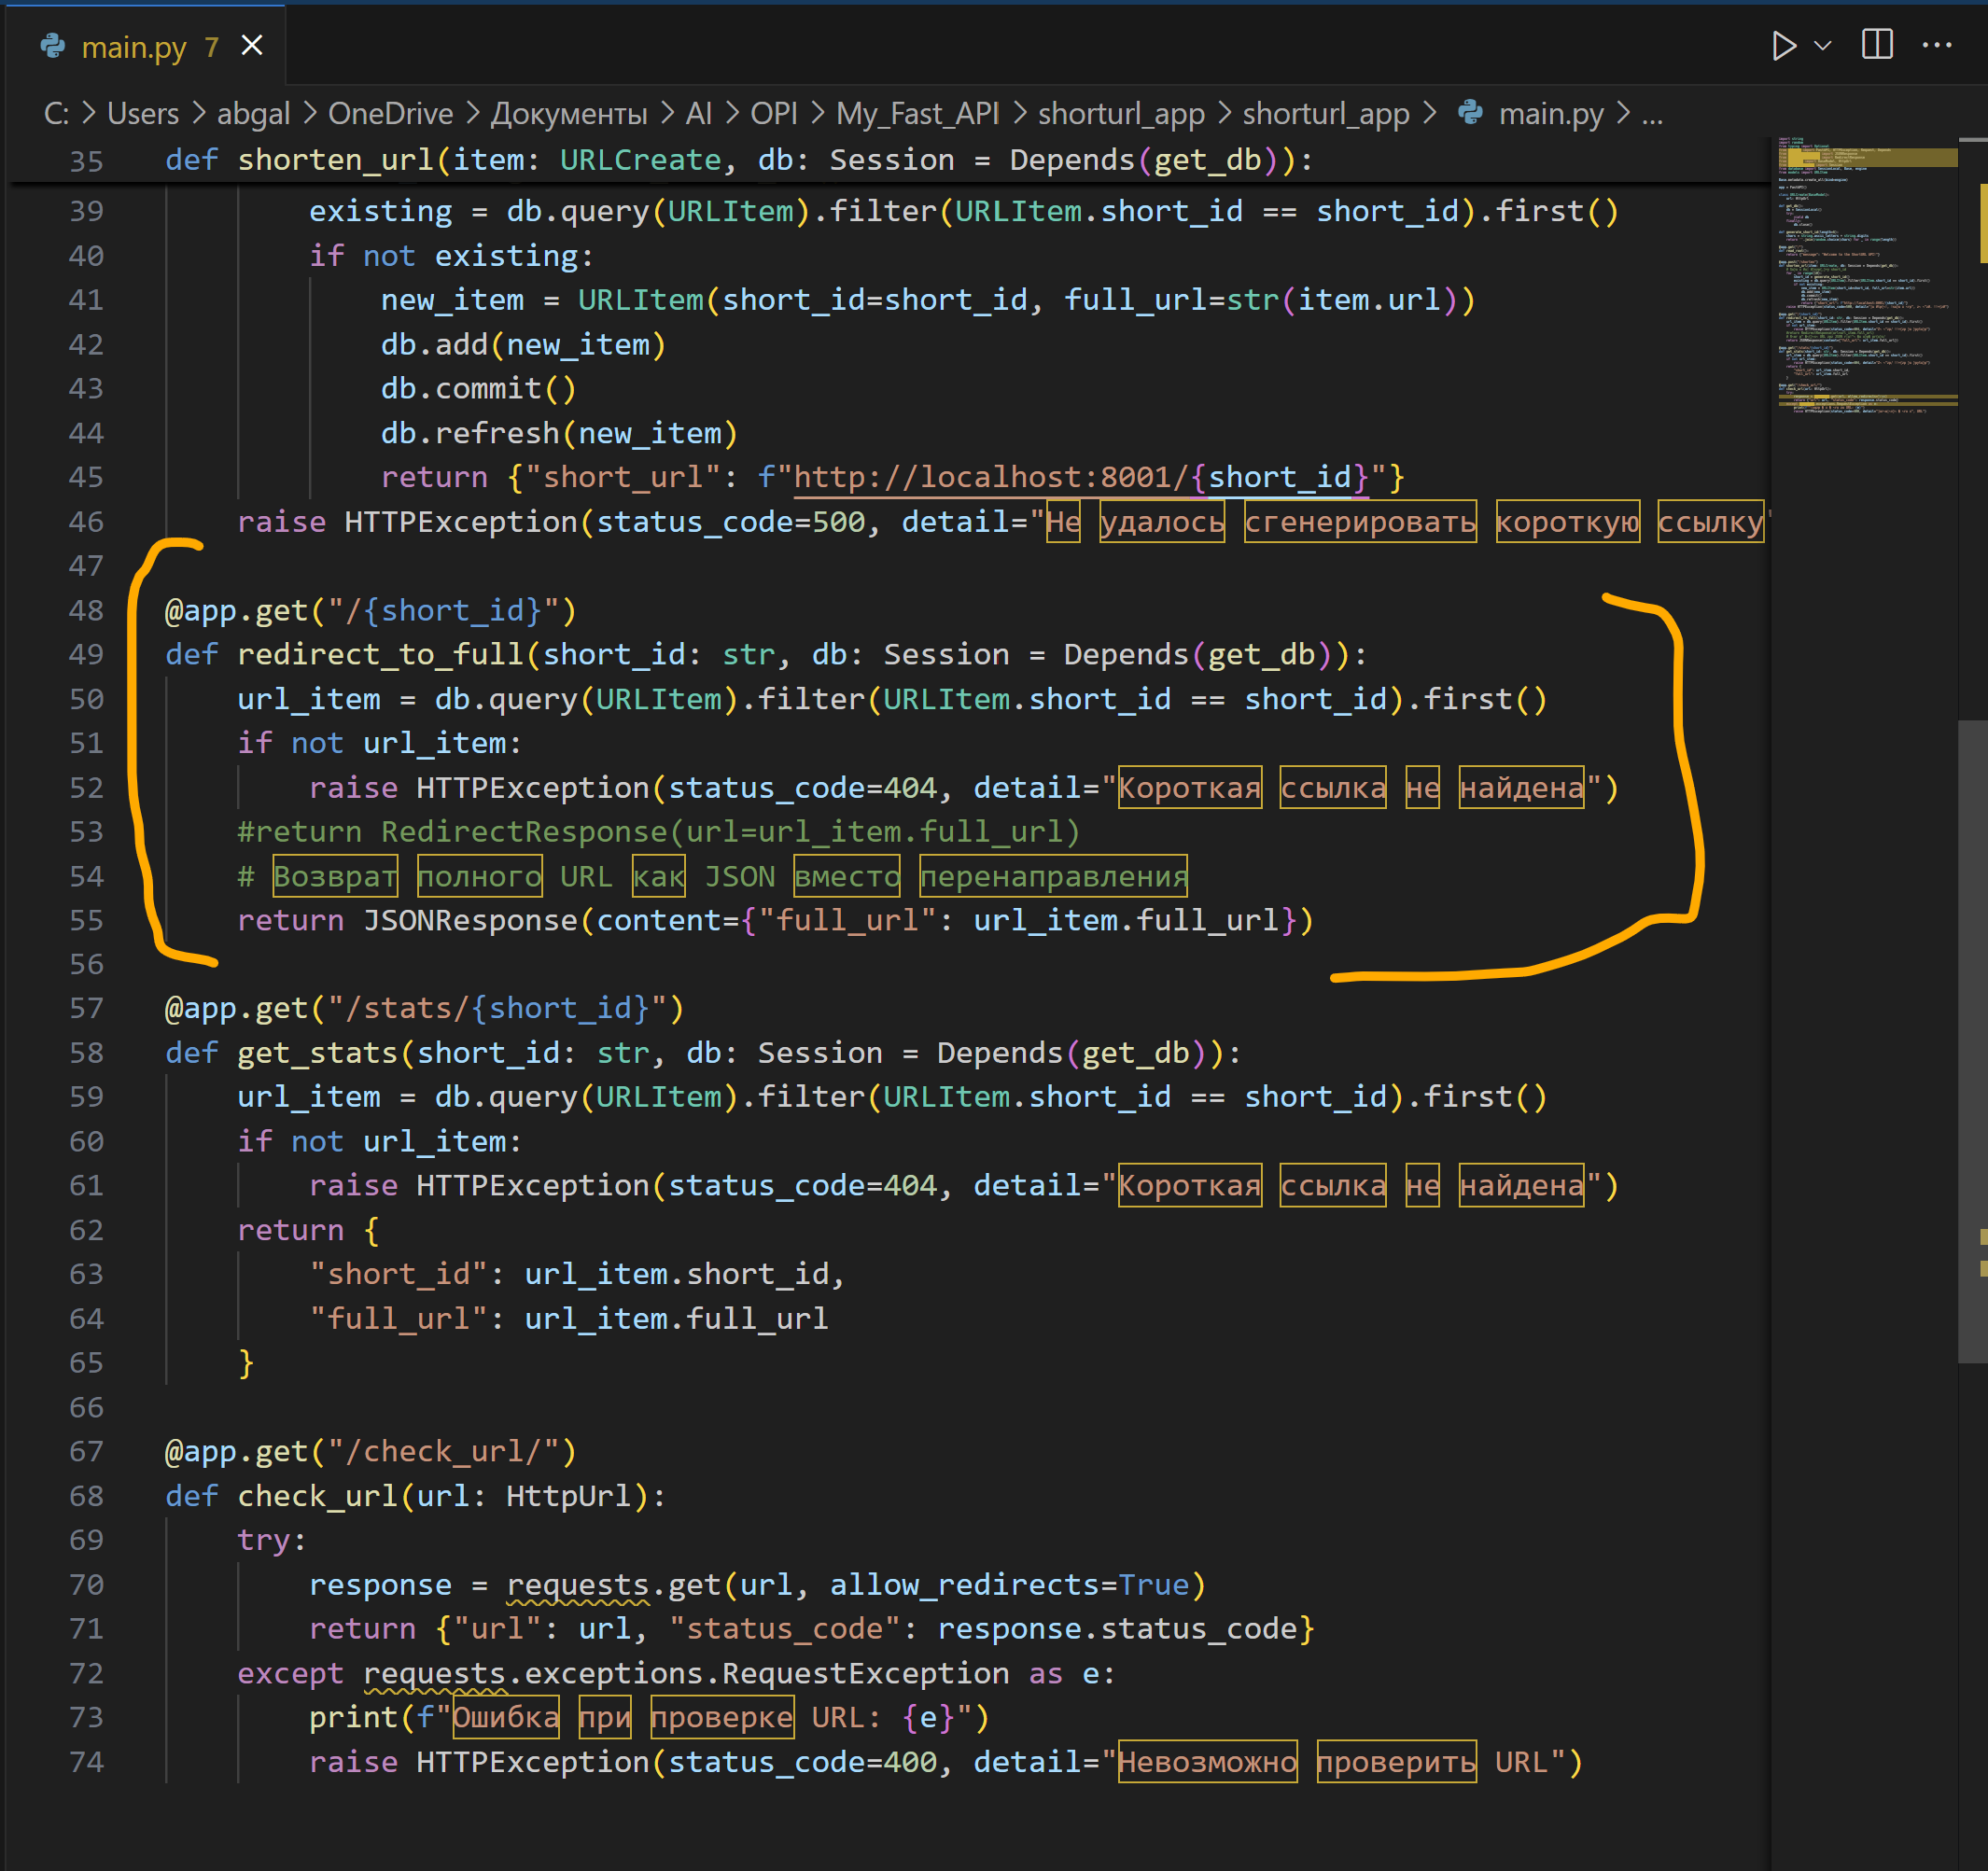 main.py 7
C: > Users > abgal > OneDrive > Документы > AI > OPI > My_Fast_API > shorturl_app > shorturl_app > main.py > ...
35 def shorten_url(item: URLCreate, db: Session = Depends(get_db)):
39 existing = db.query(URLItem).filter(URLItem.short_id == short_id).first()
40 if not existing:
41 new_item = URLItem(short_id=short_id, full_url=str(item.url))
42 db.add(new_item)
43 db.commit()
44 db.refresh(new_item)
45 return {"short_url": f"http://localhost:8001/{short_id}"}
46 raise HTTPException(status_code=500, detail="Не удалось сгенерировать короткую ссылку"
47
48 @app.get("/{short_id}")
49 def redirect_to_full(short_id: str, db: Session = Depends(get_db)):
50 url_item = db.query(URLItem).filter(URLItem.short_id == short_id).first()
51 if not url_item:
52 raise HTTPException(status_code=404, detail="Короткая ссылка не найдена")
53 #return RedirectResponse(url=url_item.full_url)
54 # Возврат полного URL как JSON вместо перенаправления
55 return JSONResponse(content={"full_url": url_item.full_url})
56
57 @app.get("/stats/{short_id}")
58 def get_stats(short_id: str, db: Session = Depends(get_db)):
59 url_item = db.query(URLItem).filter(URLItem.short_id == short_id).first()
60 if not url_item:
61 raise HTTPException(status_code=404, detail="Короткая ссылка не найдена")
62 return {
63 "short_id": url_item.short_id,
64 "full_url": url_item.full_url
65 }
66
67 @app.get("/check_url/")
68 def check_url(url: HttpUrl):
69 try:
70 response = requests.get(url, allow_redirects=True)
71 return {"url": url, "status_code": response.status_code}
72 except requests.exceptions.RequestException as e:
73 print(f"Ошибка при проверке URL: {e}")
74 raise HTTPException(status_code=400, detail="Невозможно проверить URL")